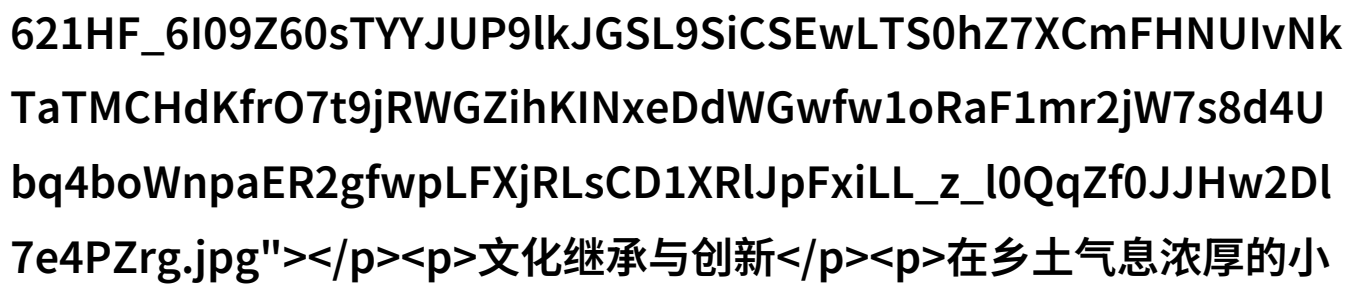 621HF_6I09Z60sTYYJUP9lkJGSL9SiCSEwLTS0hZ7XCmFHNUIvNk
TaTMCHdKfrO7t9jRWGZihKINxeDdWGwfw1oRaF1mr2jW7s8d4U
bq4boWnpaER2gfwpLFXjRLsCD1XRlJpFxiLL_z_l0QqZf0JJHw2Dl
7e4PZrg.jpg"></p><p>文化继承与创新</p><p>在乡土气息浓厚的小